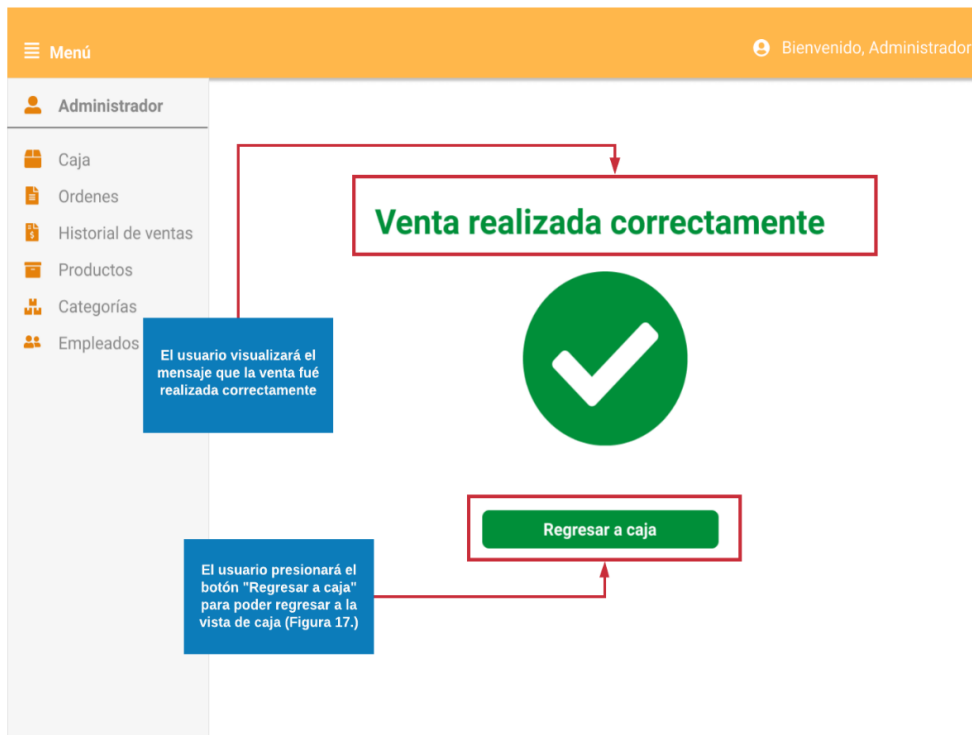 Menú
Bienvenido, Administrador
Administrador
Caja
Ordenes
Historial de ventas
Productos
Categorías
Empleados
Venta realizada correctamente
El usuario visualizará el
mensaje que la venta fué
realizada correctamente
Regresar a caja
El usuario presionará el
botón "Regresar a caja"
para poder regresar a la
vista de caja (Figura 17.)